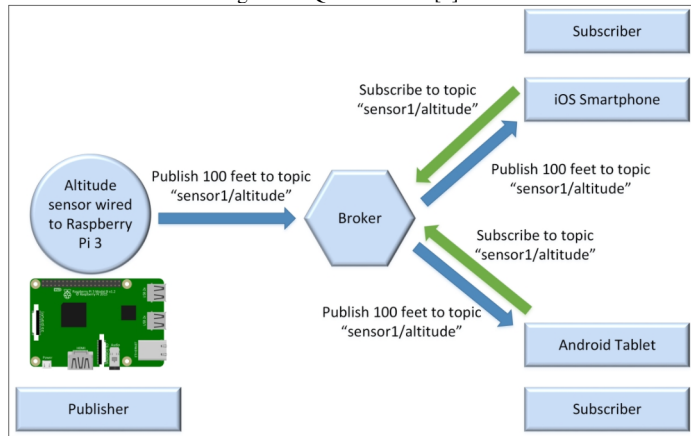 Subscriber
Subscribe to topic
“sensor1/altitude”
iOS Smartphone
Publish 100 feet to topic
“sensor1/altitude”
Altitude
sensor wired
to Raspberry
Pi 3
Publish 100 feet to topic
“sensor1/altitude”
Broker
Subscribe to topic
“sensor1/altitude”
Publish 100 feet to topic
“sensor1/altitude”
Android Tablet
Publisher
Subscriber